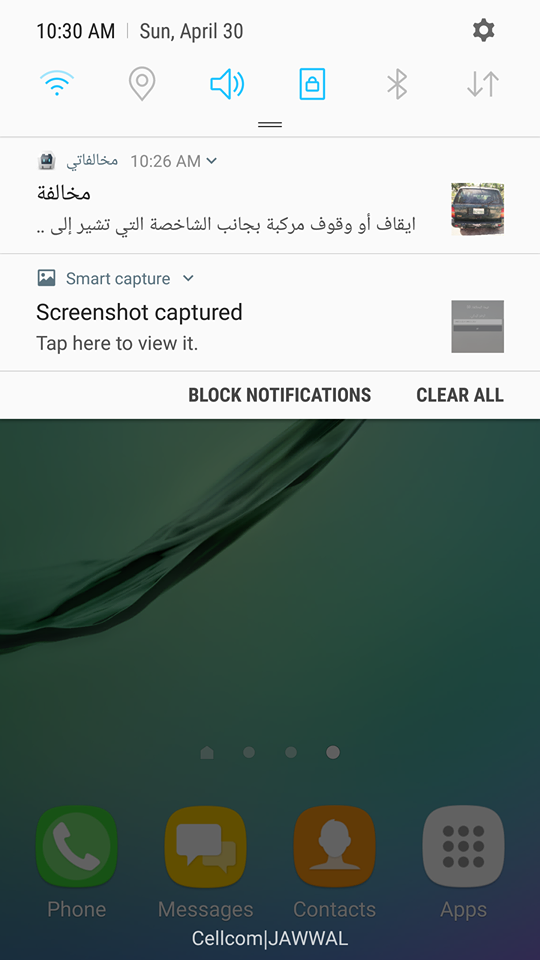 10:30 AM | Sun, April 30
مخالفاتي 10:26 AM
مخالفة
ايقاف أو وقوف مركبة بجانب الشاخصة التي تشير إلى ..
Smart capture
Screenshot captured
Tap here to view it.
BLOCK NOTIFICATIONS CLEAR ALL
Phone Messages Contacts Apps
Cellcom|JAWWAL